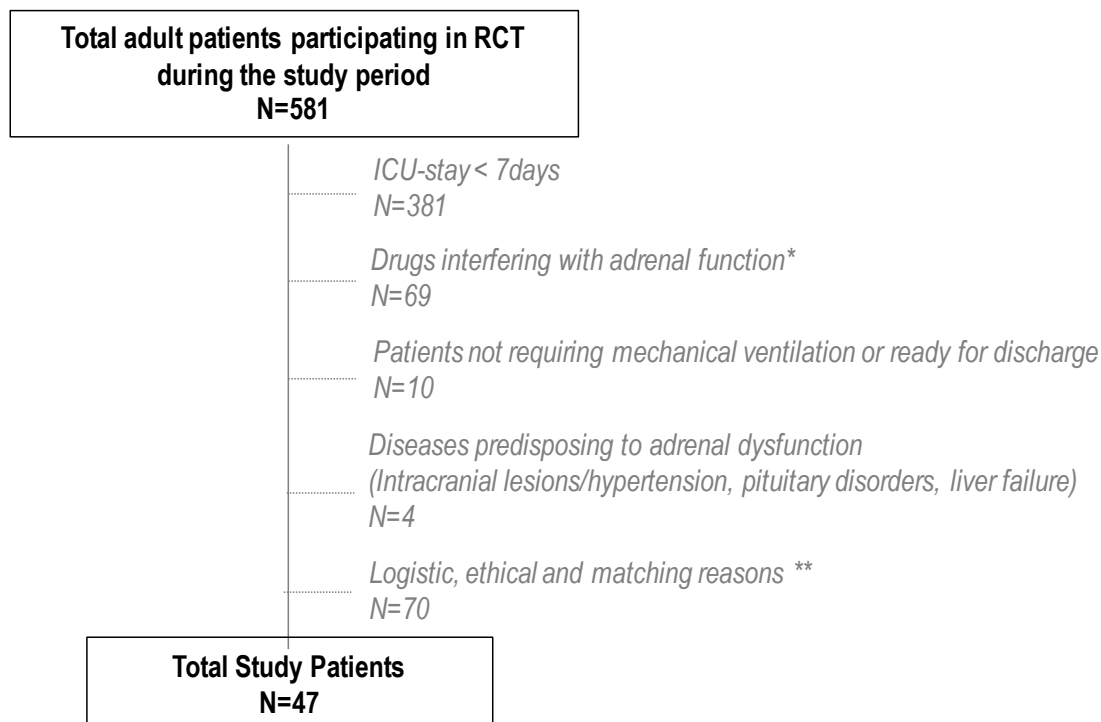 Total adult patients participating in RCT
during the study period
N=581
ICU-stay < 7days
N=381
Drugs interfering with adrenal function*
N=69
Patients not requiring mechanical ventilation or ready for discharge
N=10
Diseases predisposing to adrenal dysfunction
(Intracranial lesions/hypertension, pituitary disorders, liver failure)
N=4
Logistic, ethical and matching reasons **
N=70
Total Study Patients
N=47